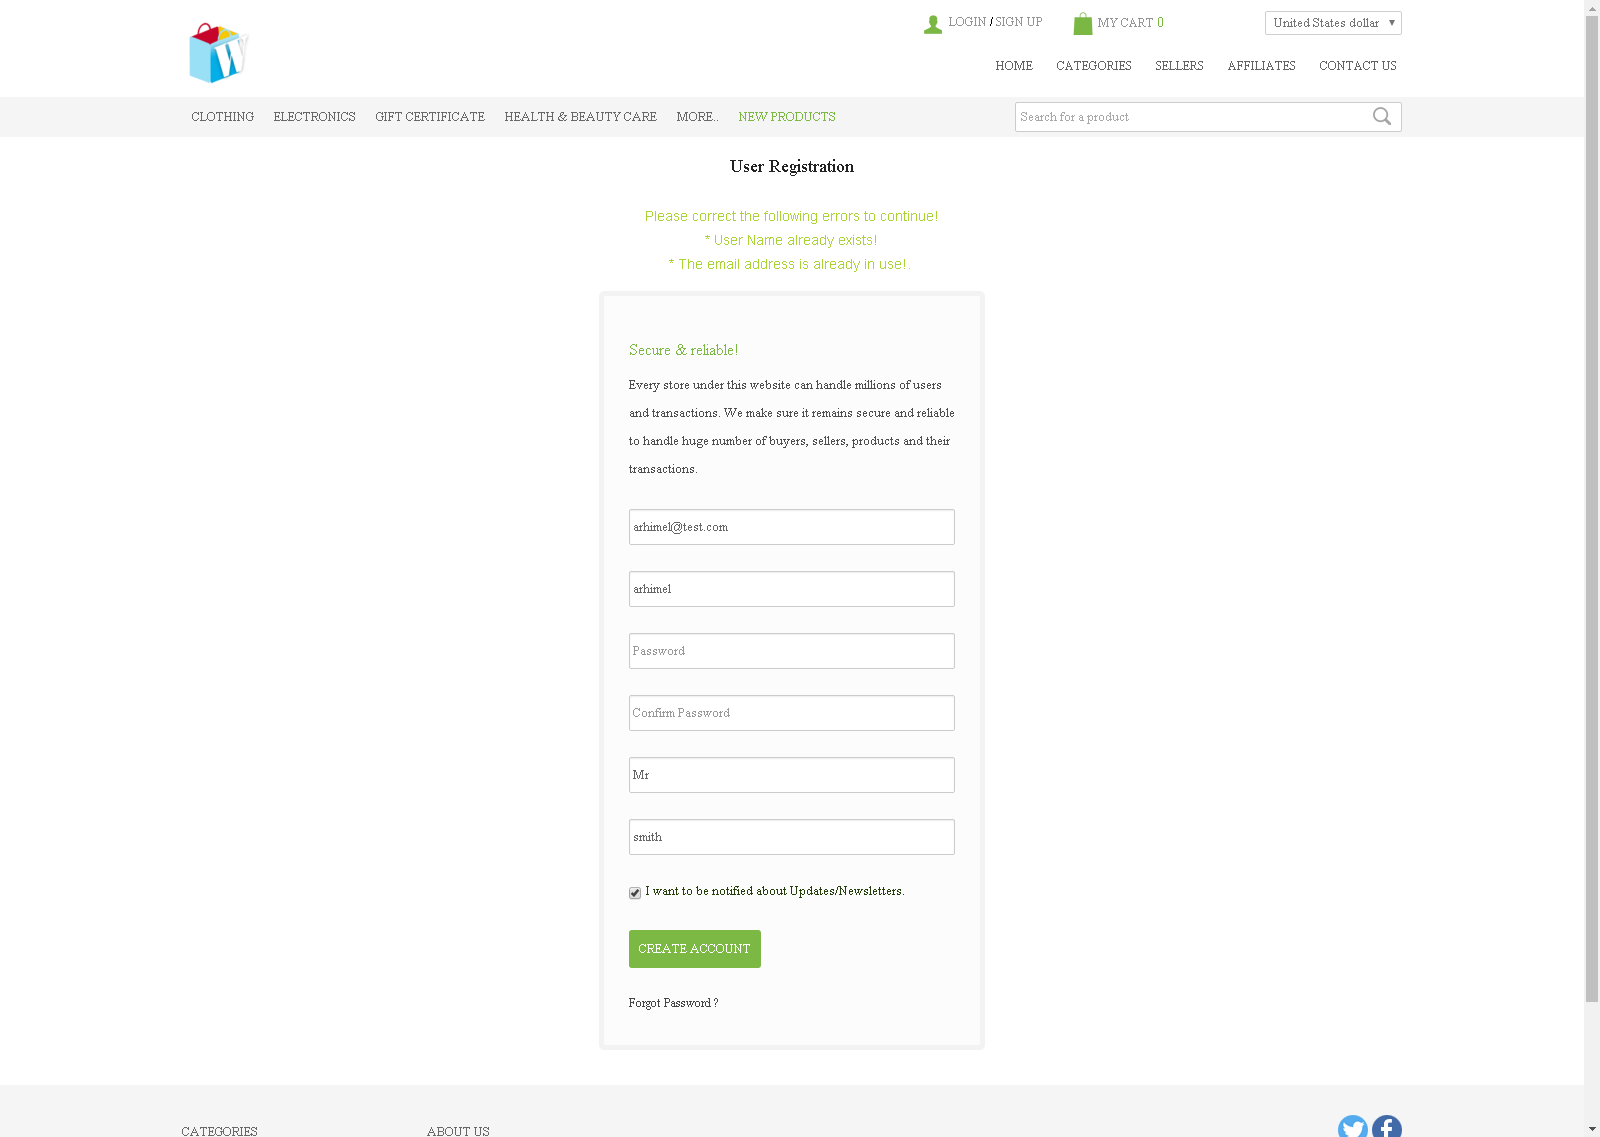 LOGIN / SIGN UP
MY CART 0
United States dollar
HOME CATEGORIES SELLERS AFFILIATES CONTACT US
CLOTHING ELECTRONICS GIFT CERTIFICATE HEALTH & BEAUTY CARE MORE.. NEW PRODUCTS
Search for a product
User Registration
Please correct the following errors to continue!
* User Name already exists!
* The email address is already in use!.
Secure & reliable!
Every store under this website can handle millions of users
and transactions. We make sure it remains secure and reliable
to handle huge number of buyers, sellers, products and their
transactions.
arhimel@test.com
arhimel
Password
Confirm Password
Mr
smith
I want to be notified about Updates/Newsletters.
CREATE ACCOUNT
Forgot Password ?
CATEGORIES ABOUT US